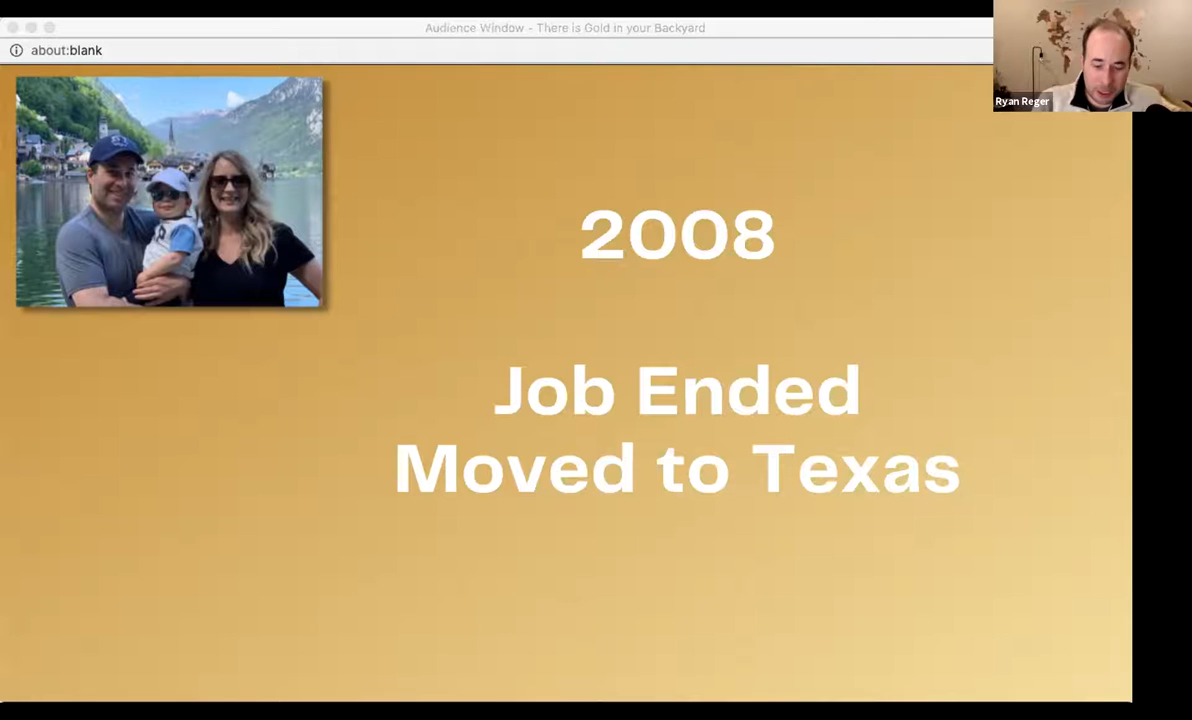 Audience Window - There is Gold in your Backyard
about:blank
Ryan Reger
2008
Job Ended
Moved to Texas